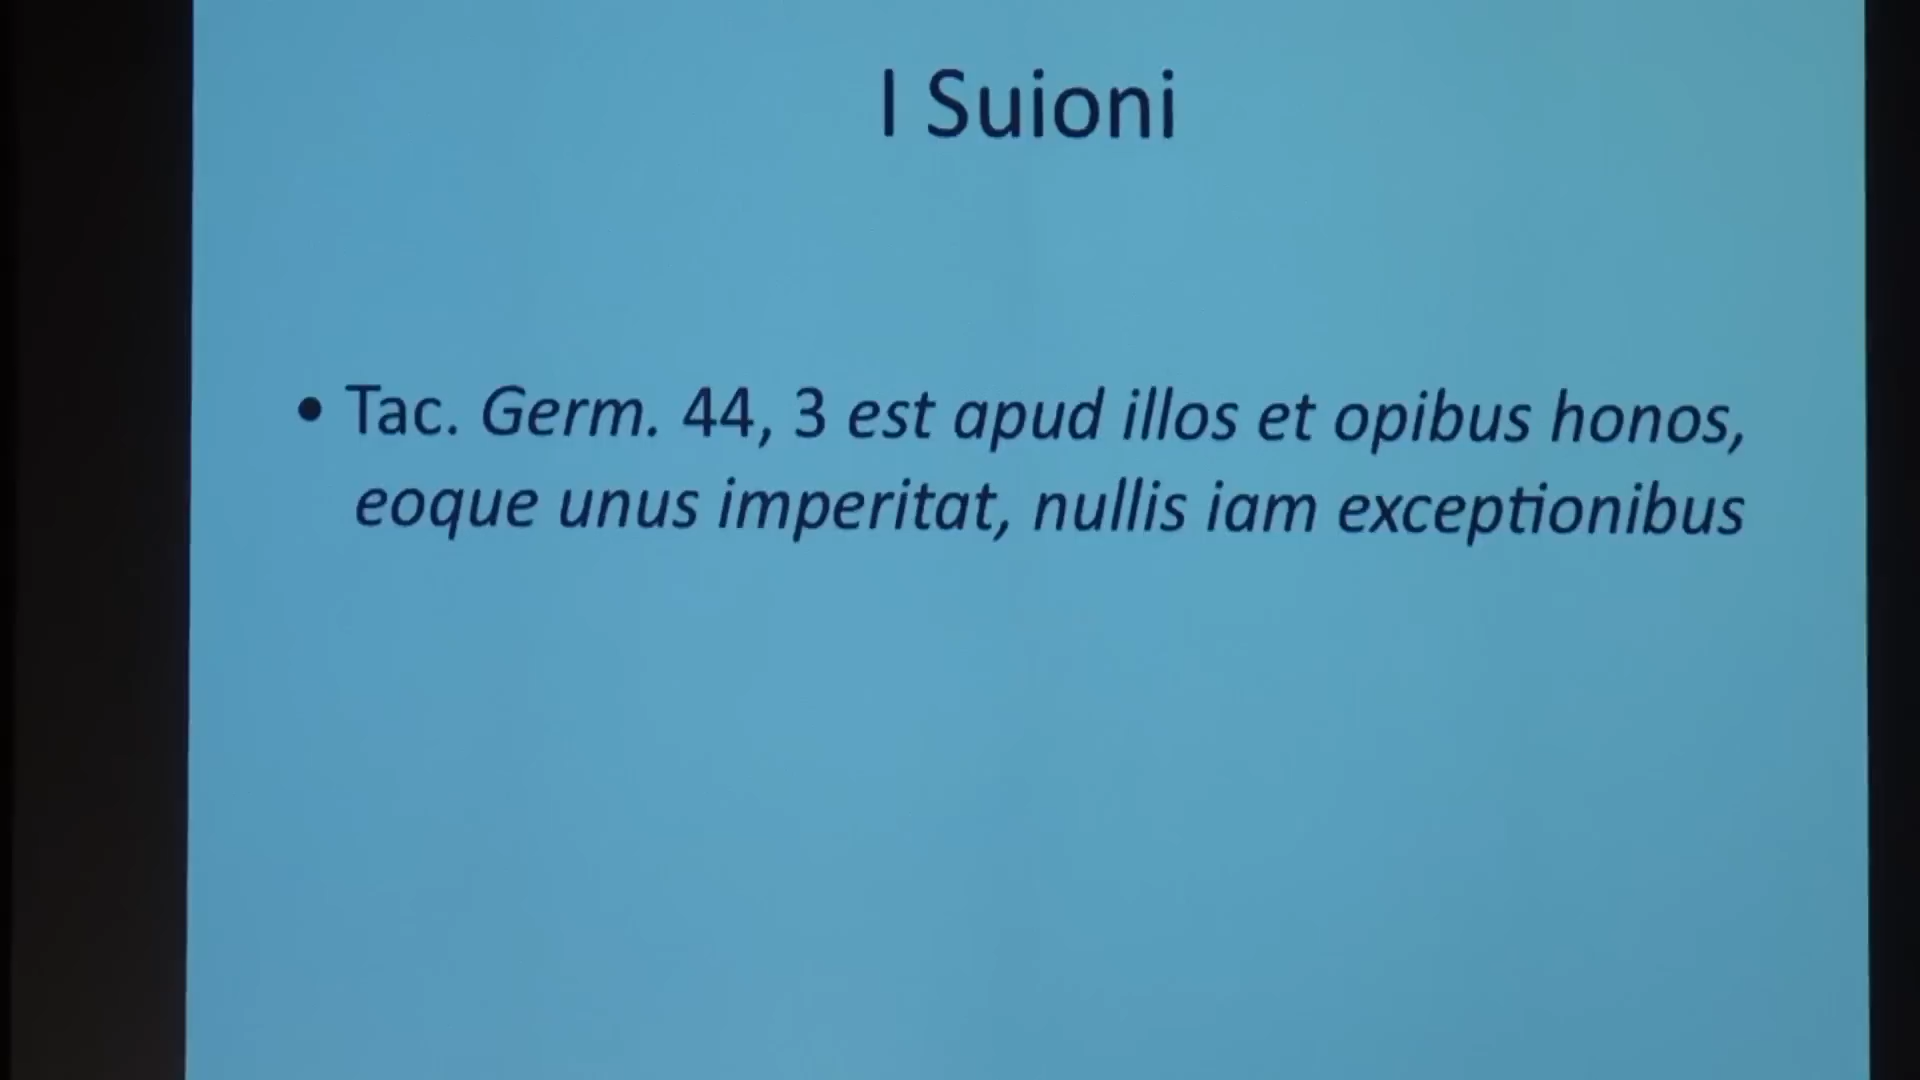 I Suioni
• Tac. Germ. 44, 3 est apud illos et opibus honos,
eoque unus imperitat, nullis iam exceptionibus